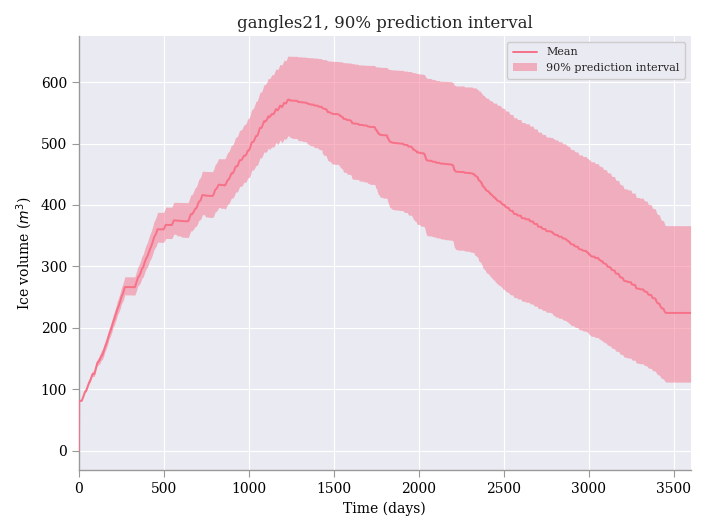 gangles21, 90% prediction interval
Mean
90% prediction interval
Ice volume (m³)
600
500
400
300
200
100
0
0 500 1000 1500 2000 2500 3000 3500
Time (days)